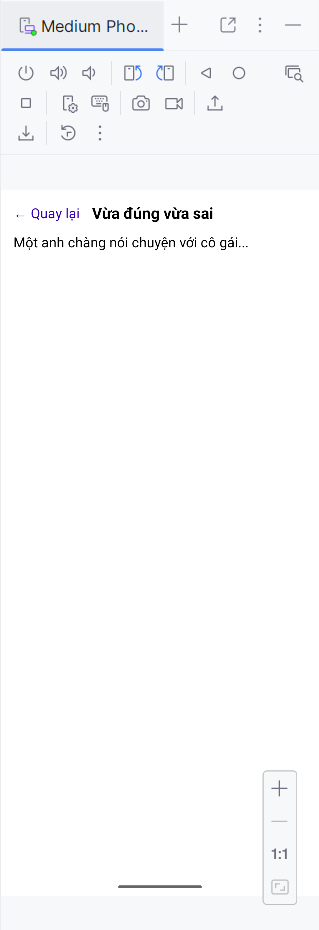 Medium Pho...
← Quay lại Vừa đúng vừa sai
Một anh chàng nói chuyện với cô gái...
1:1